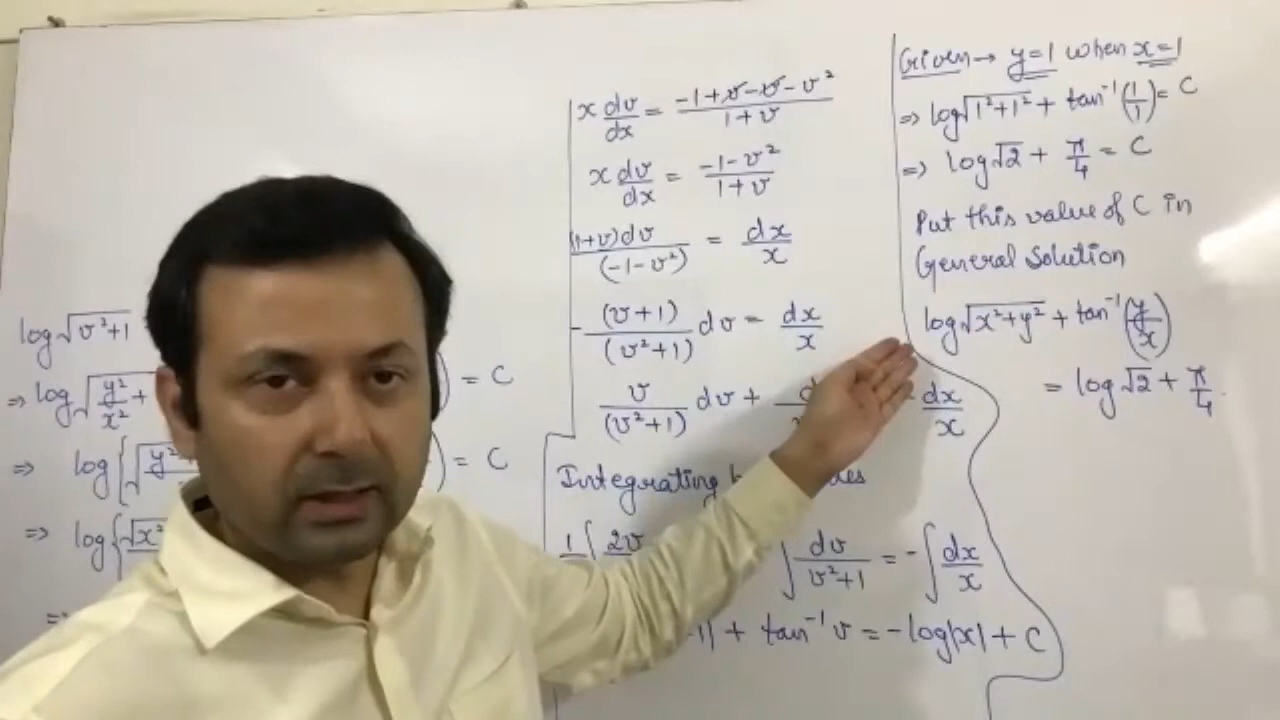 log√v²+1
⇒ log√y²/x² + = C
⇒ log{√y² = C
⇒ log{√x²
x dv/dx = -1+v-v-v²/1+v
x dv/dx = -1-v²/1+v
(1+v)dv/(-1-v²) = dx/x
-(v+1)/(v²+1) dv = dx/x
v/(v²+1) dv + dx/x
Integrating
1 ∫ 2v ∫ dv/v²+1 = -∫ dx/x
1| + tan⁻¹ v = -log|x| + C
Given → y=1 when x=1
⇒ log√1²+1² + tan⁻¹(1/1) = C
⇒ log√2 + π/4 = C
Put this value of C in
General Solution
log√x²+y² + tan⁻¹(y/x)
= log√2 + π/4.